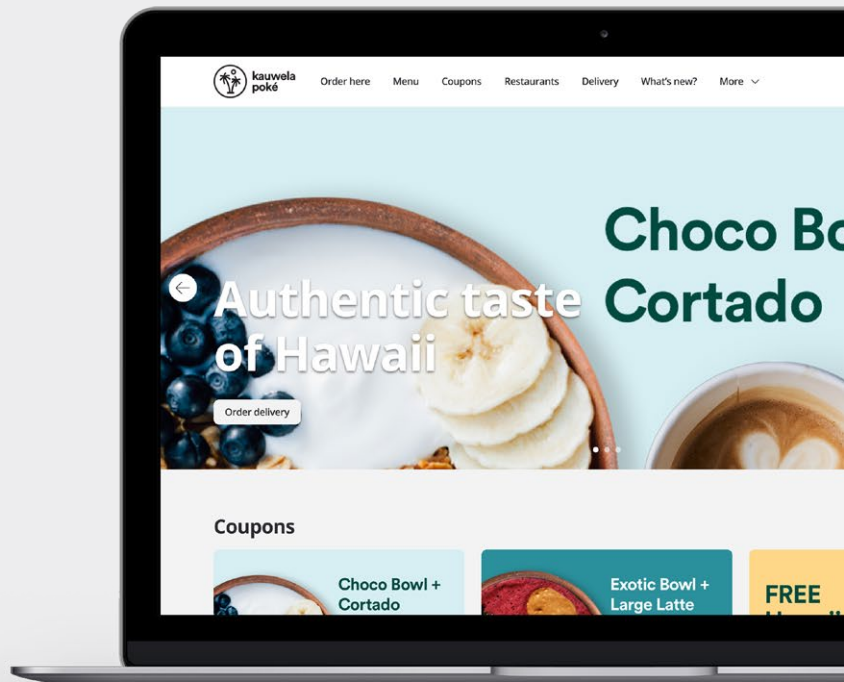 kauwela
poké
Order here
Menu
Coupons
Restaurants
Delivery
What's new?
More
Authentic taste
of Hawaii
Choco
Cortado
Order delivery
Coupons
Choco Bowl +
Cortado
Exotic Bowl +
Large Latte
FREE